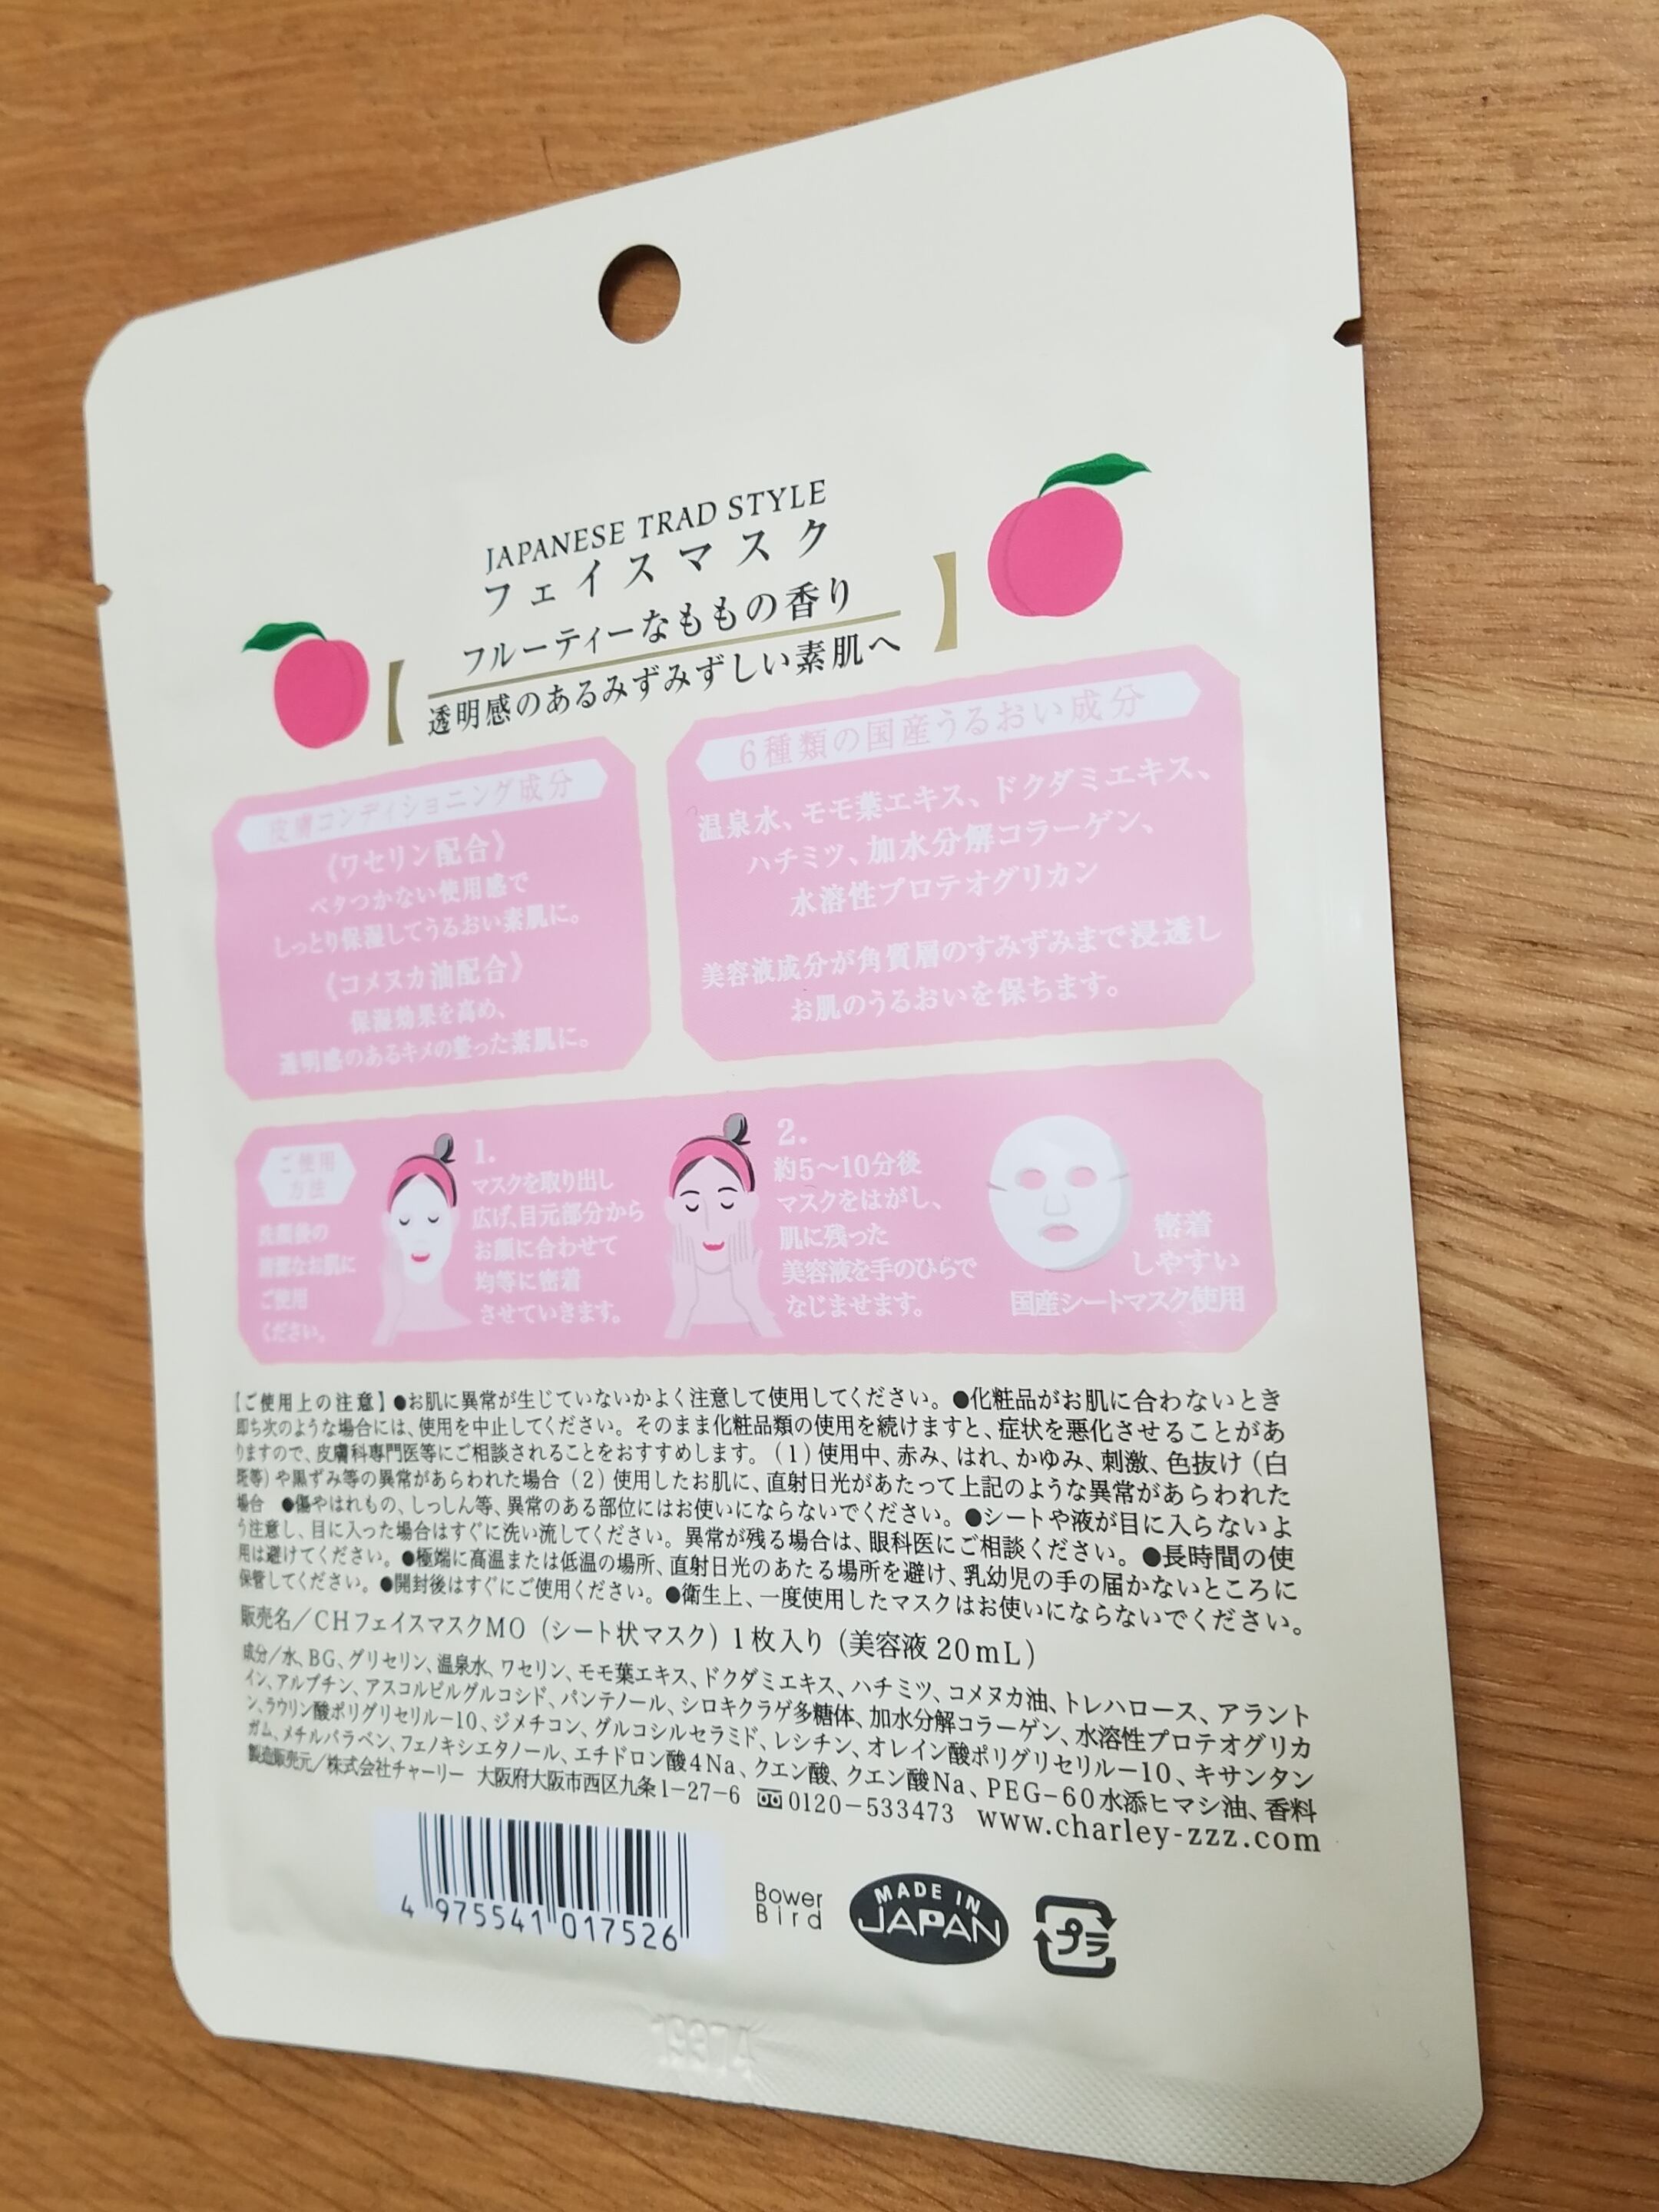 JAPANESE TRAD STYLE
フェイスマスク
フルーティーなももの香り
透明感のあるみずみずしい素肌へ
皮膚コンディショニング成分
《ワセリン配合》
ベタつかない使用感で
しっとり保湿してうるおい素肌に。
《コメヌカ油配合》
保湿効果を高め、
透明感のあるキメの整った素肌に。
6種類の国産うるおい成分
温泉水、モモ葉エキス、ドクダミエキス、
ハチミツ、加水分解コラーゲン、
水溶性プロテオグリカン
美容液成分が角質層のすみずみまで浸透し
お肌のうるおいを保ちます。
ご使用
方法
洗顔後の
清潔なお肌に
ご使用
ください。
1.
マスクを取り出し
広げ、目元部分から
お顔に合わせて
均等に密着
させていきます。
2.
約5〜10分後
マスクをはがし、
肌に残った
美容液を手のひらで
なじませます。
密着
しやすい
国産シートマスク使用
【ご使用上の注意】●お肌に異常が生じていないかよく注意して使用してください。●化粧品がお肌に合わないとき
即ち次のような場合には、使用を中止してください。そのまま化粧品類の使用を続けますと、症状を悪化させることがあ
りますので、皮膚科専門医等にご相談されることをおすすめします。（1）使用中、赤み、はれ、かゆみ、刺激、色抜け（白
斑等）や黒ずみ等の異常があらわれた場合（2）使用したお肌に、直射日光があたって上記のような異常があらわれた
場合　●傷やはれもの、しっしん等、異常のある部位にはお使いにならないでください。●シートや液が目に入らないよ
う注意し、目に入った場合はすぐに洗い流してください。異常が残る場合は、眼科医にご相談ください。●長時間の使
用は避けてください。●極端に高温または低温の場所、直射日光のあたる場所を避け、乳幼児の手の届かないところに
保管してください。●開封後はすぐにご使用ください。●衛生上、一度使用したマスクはお使いにならないでください。
販売名／CHフェイスマスクMO（シート状マスク）1枚入り（美容液 20mL）
成分／水、BG、グリセリン、温泉水、ワセリン、モモ葉エキス、ドクダミエキス、ハチミツ、コメヌカ油、トレハロース、アラント
イン、アルブチン、アスコルビルグルコシド、パンテノール、シロキクラゲ多糖体、加水分解コラーゲン、水溶性プロテオグリカ
ン、ラウリン酸ポリグリセリル－10、ジメチコン、グルコシルセラミド、レシチン、オレイン酸ポリグリセリル－10、キサンタン
ガム、メチルパラベン、フェノキシエタノール、エチドロン酸4Na、クエン酸、クエン酸Na、PEG−60水添ヒマシ油、香料
製造販売元／株式会社チャーリー　大阪府大阪市西区九条1−27−6 0120−533473 www.charley-zzz.com
4 975541 017526
Bower
Bird
MADE IN
JAPAN
プラ